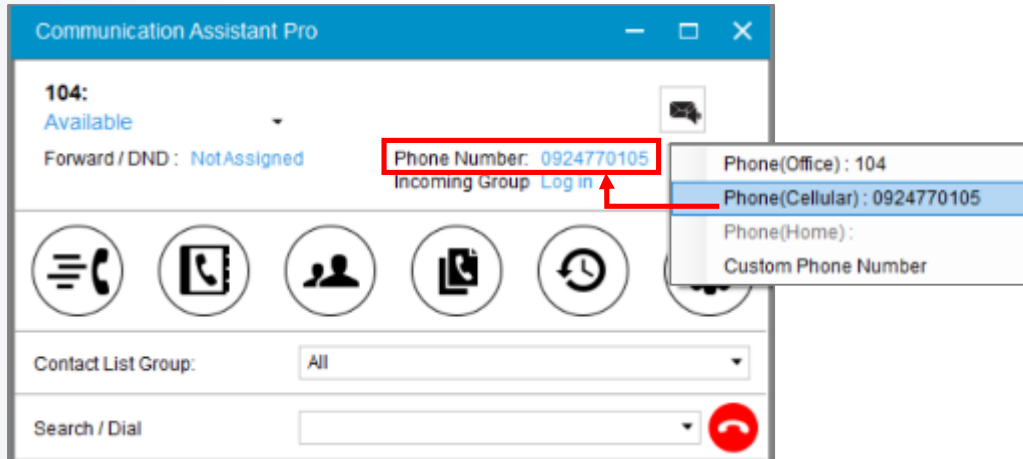 Communication Assistant Pro
104:
Available
Forward / DND : Not Assigned
Phone Number: 0924770105
Incoming Group Log in
Phone(Office) : 104
Phone(Cellular) : 0924770105
Phone(Home) :
Custom Phone Number
Contact List Group:
All
Search / Dial